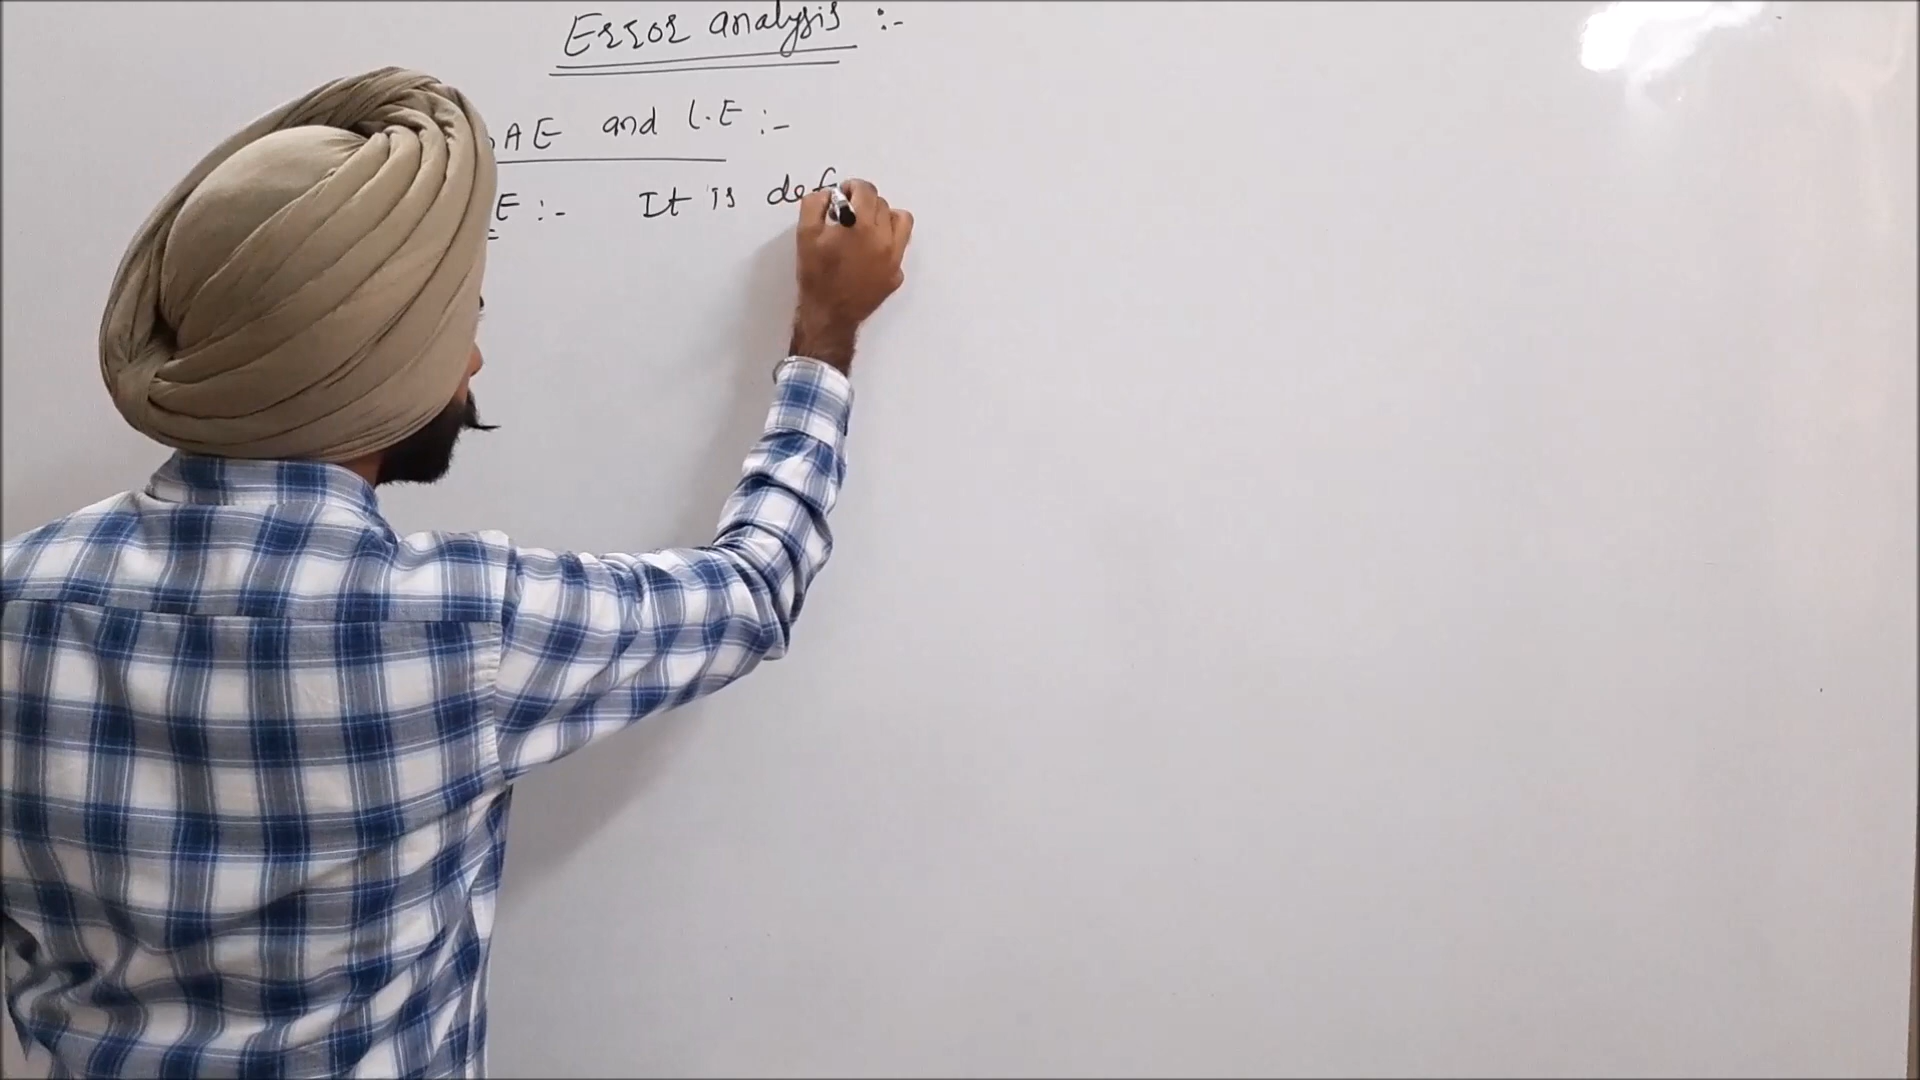 Error analysis :-
AE and L.E :-
E :- It is def